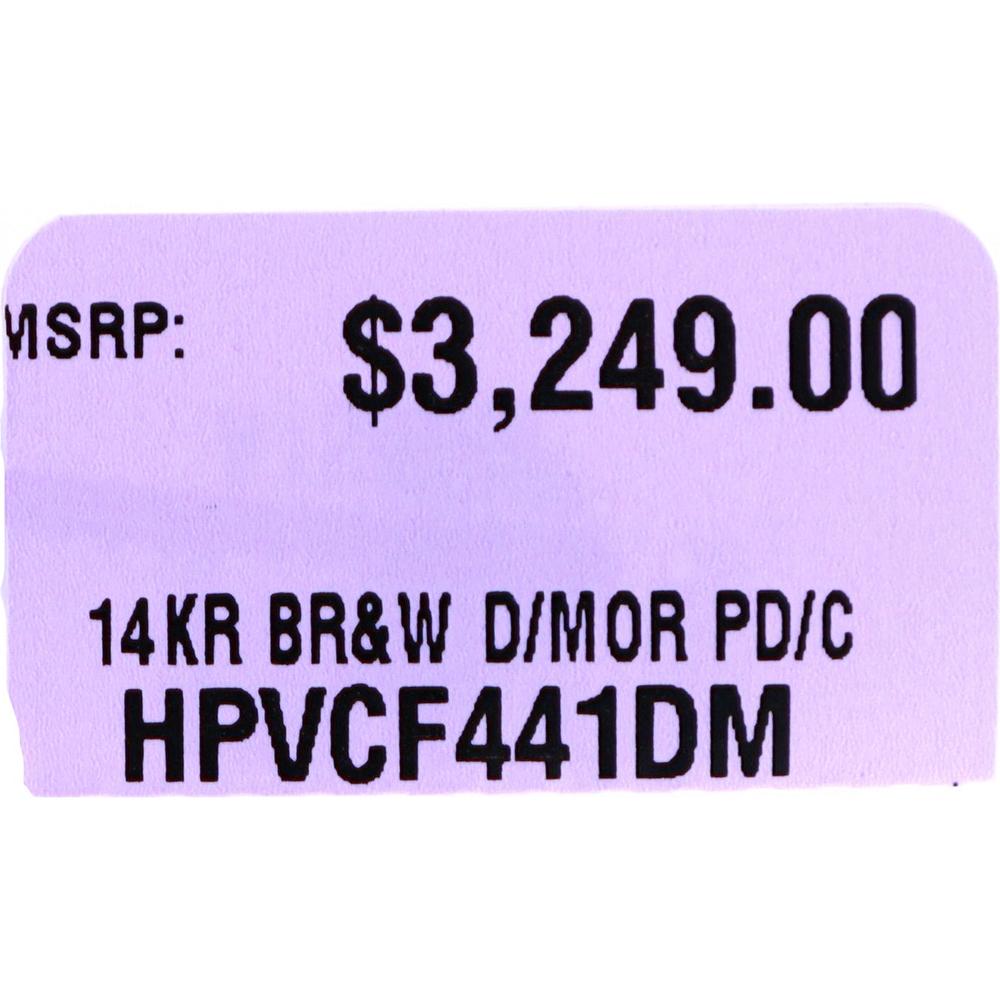 MSRP: $3,249.00
14KR BR&W D/MOR PD/C
HPVCF441DM